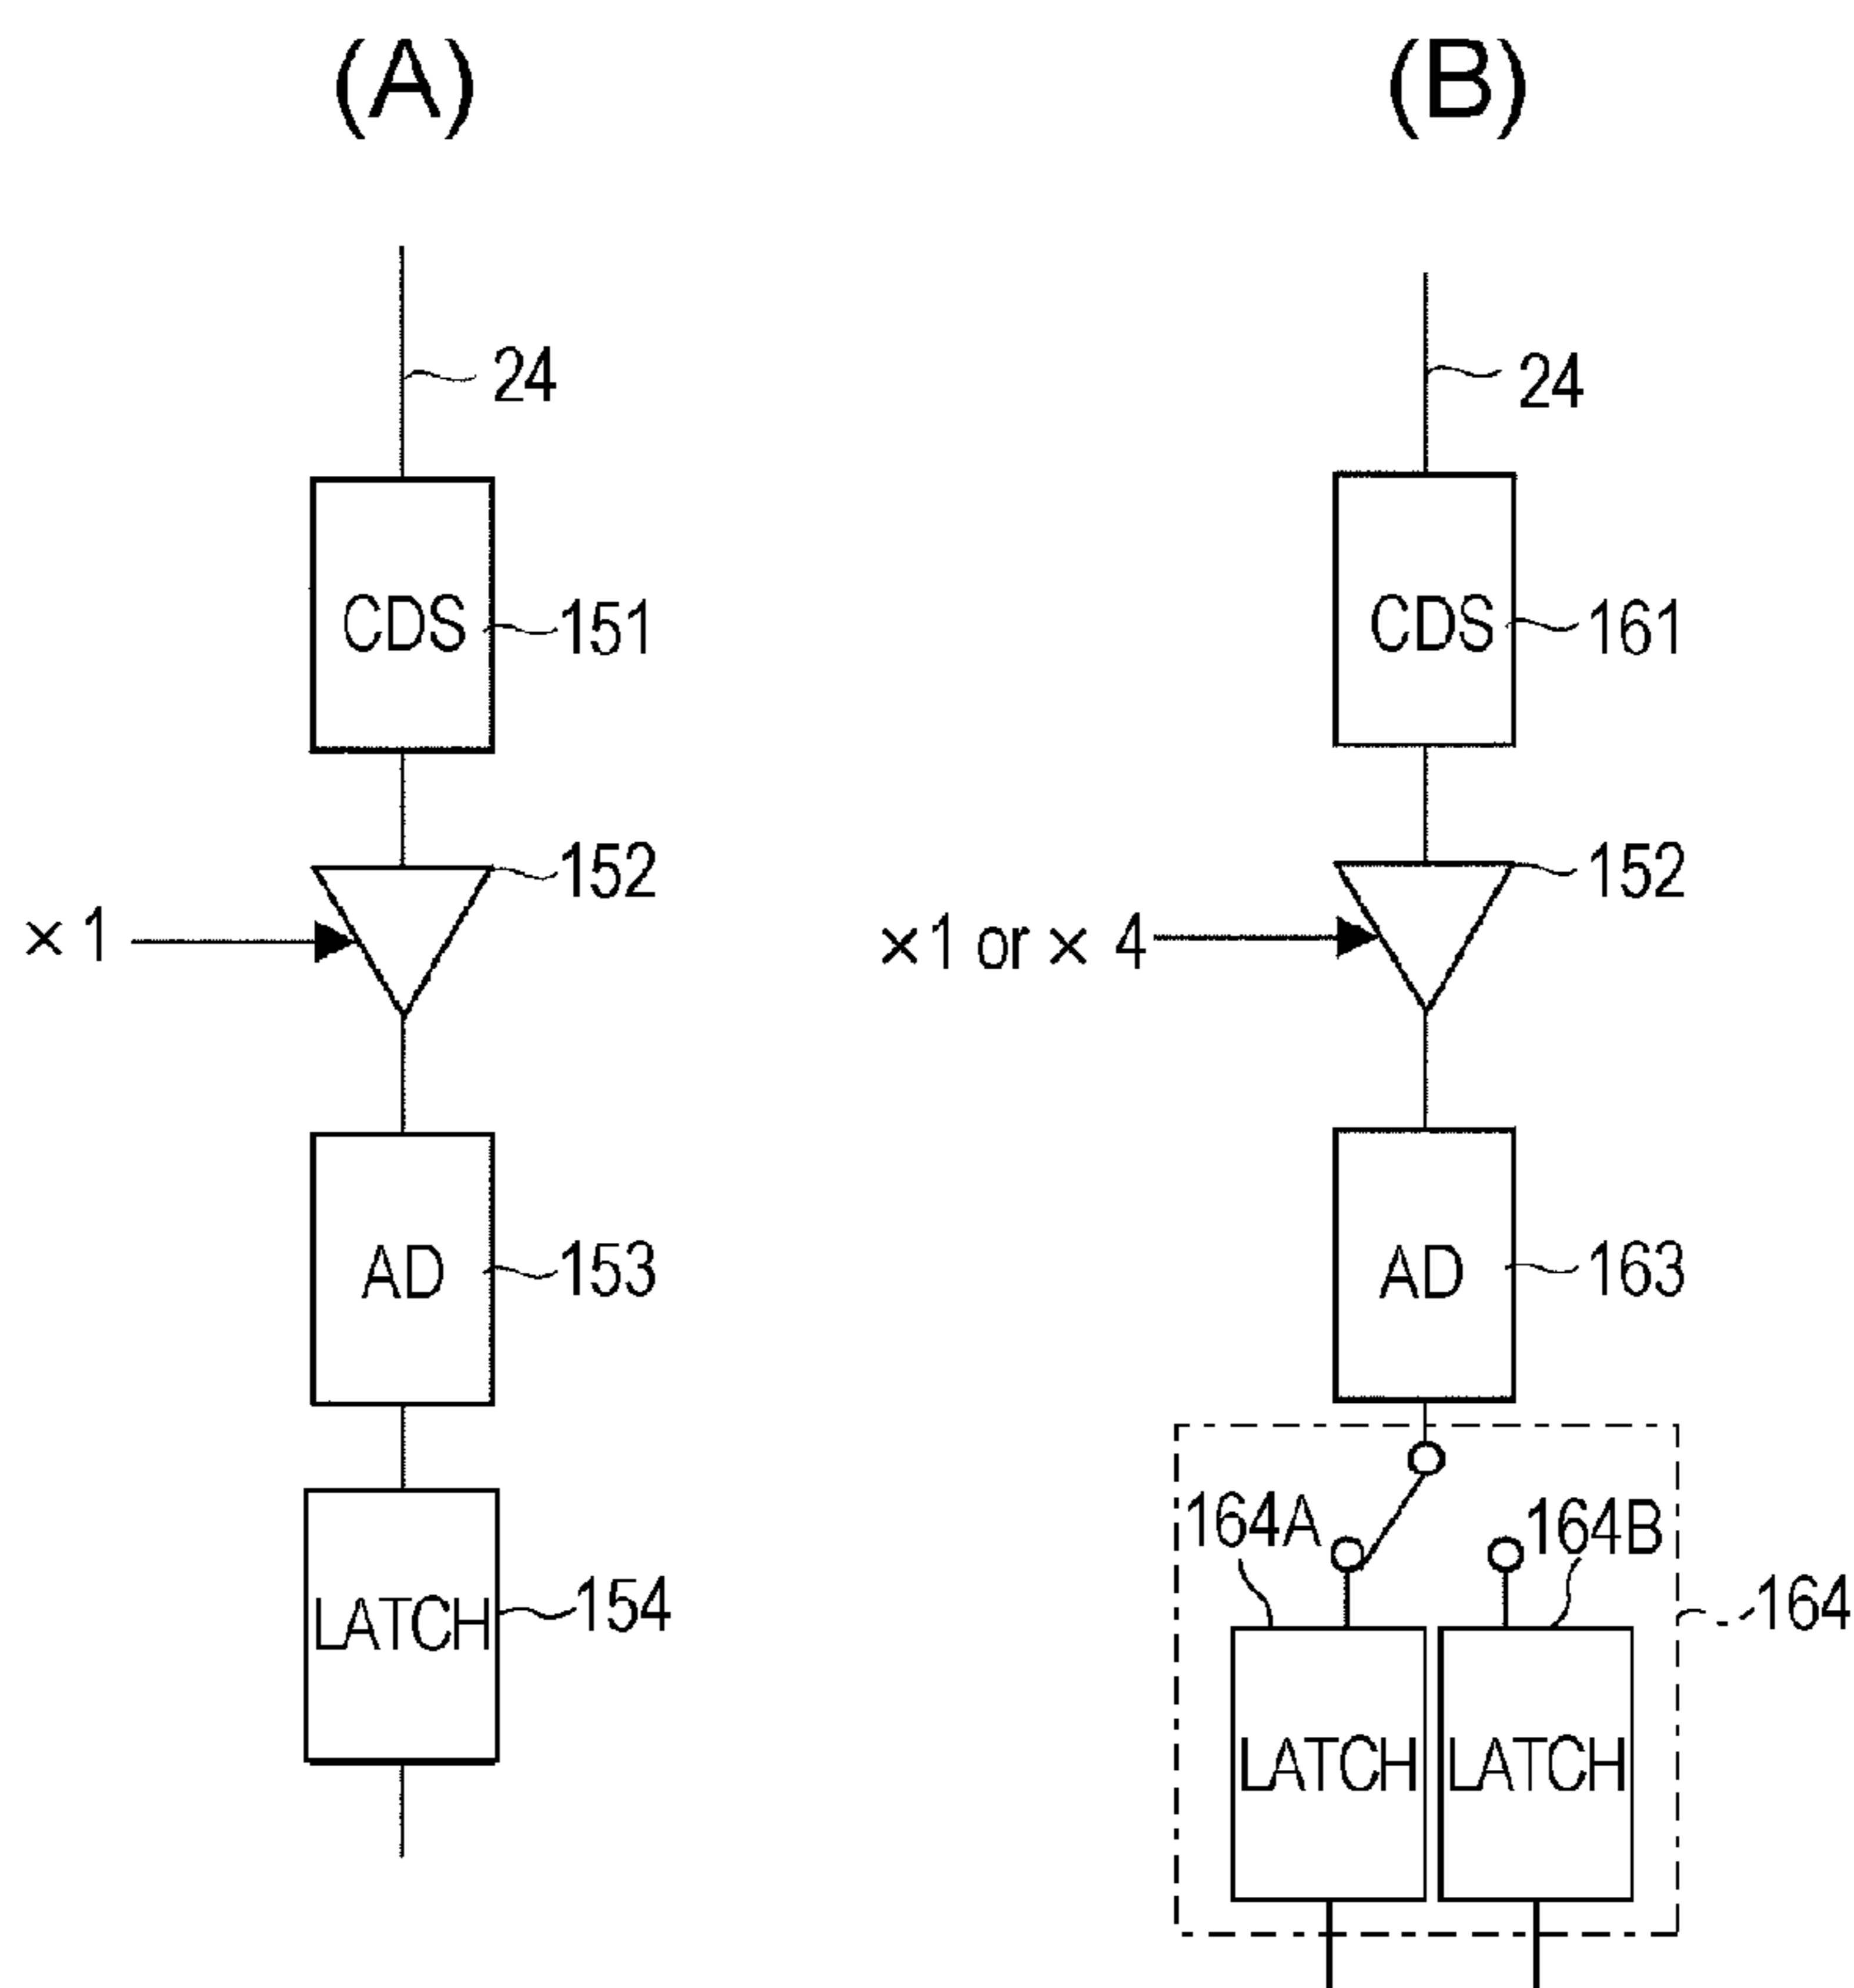 (A)
(B)
24
24
CDS
151
CDS
161
152
152
× 1
×1 or × 4
AD
153
AD
163
164A
164B
LATCH
154
164
LATCH
LATCH